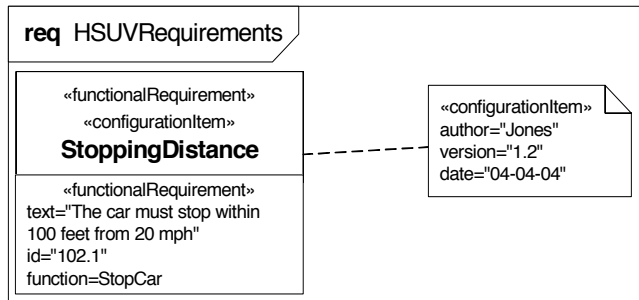 req HSUVRequirements
«functionalRequirement»
«configurationItem»
StoppingDistance
«functionalRequirement»
text="The car must stop within
100 feet from 20 mph"
id="102.1"
function=StopCar
«configurationItem»
author="Jones"
version="1.2"
date="04-04-04"